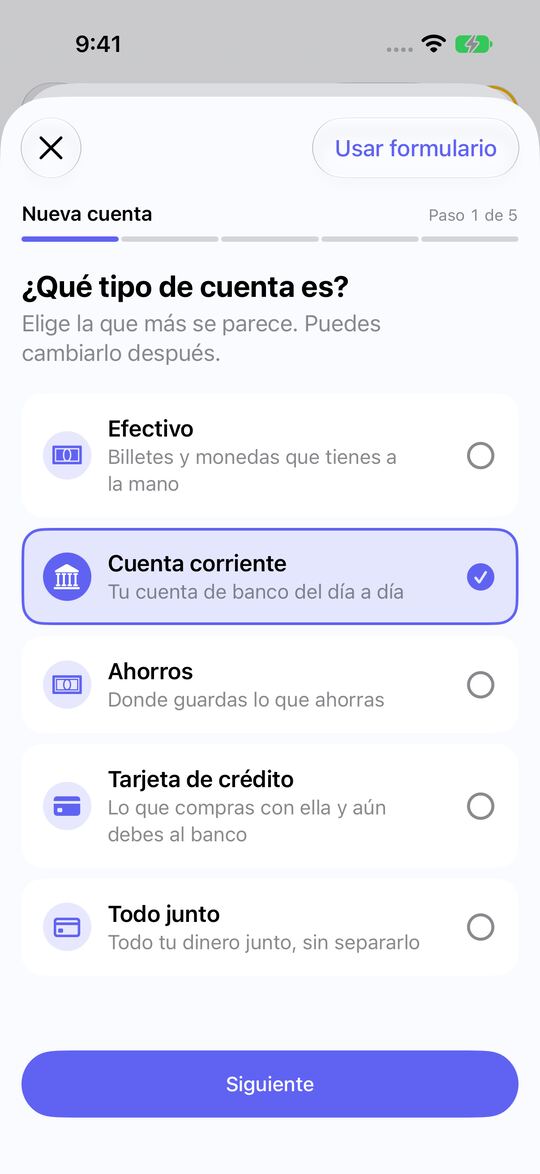 9:41
Usar formulario
Nueva cuenta
Paso 1 de 5
¿Qué tipo de cuenta es?
Elige la que más se parece. Puedes
cambiarlo después.
Efectivo
Billetes y monedas que tienes a
la mano
Cuenta corriente
Tu cuenta de banco del día a día
Ahorros
Donde guardas lo que ahorras
Tarjeta de crédito
Lo que compras con ella y aún
debes al banco
Todo junto
Todo tu dinero junto, sin separarlo
Siguiente